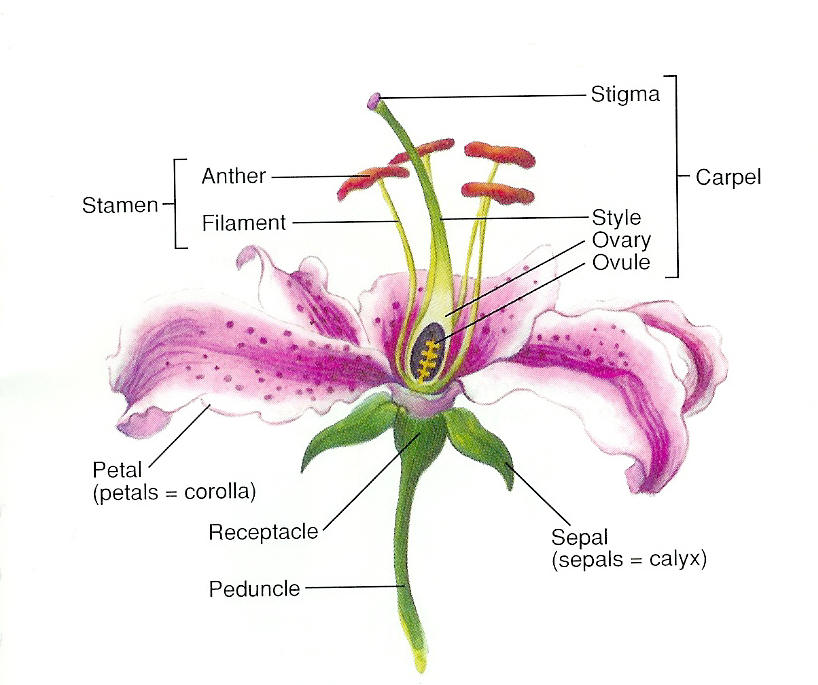 Stigma
Carpel
Anther
Stamen
Filament
Style
Ovary
Ovule
Petal
(petals = corolla)
Receptacle
Sepal
(sepals = calyx)
Peduncle